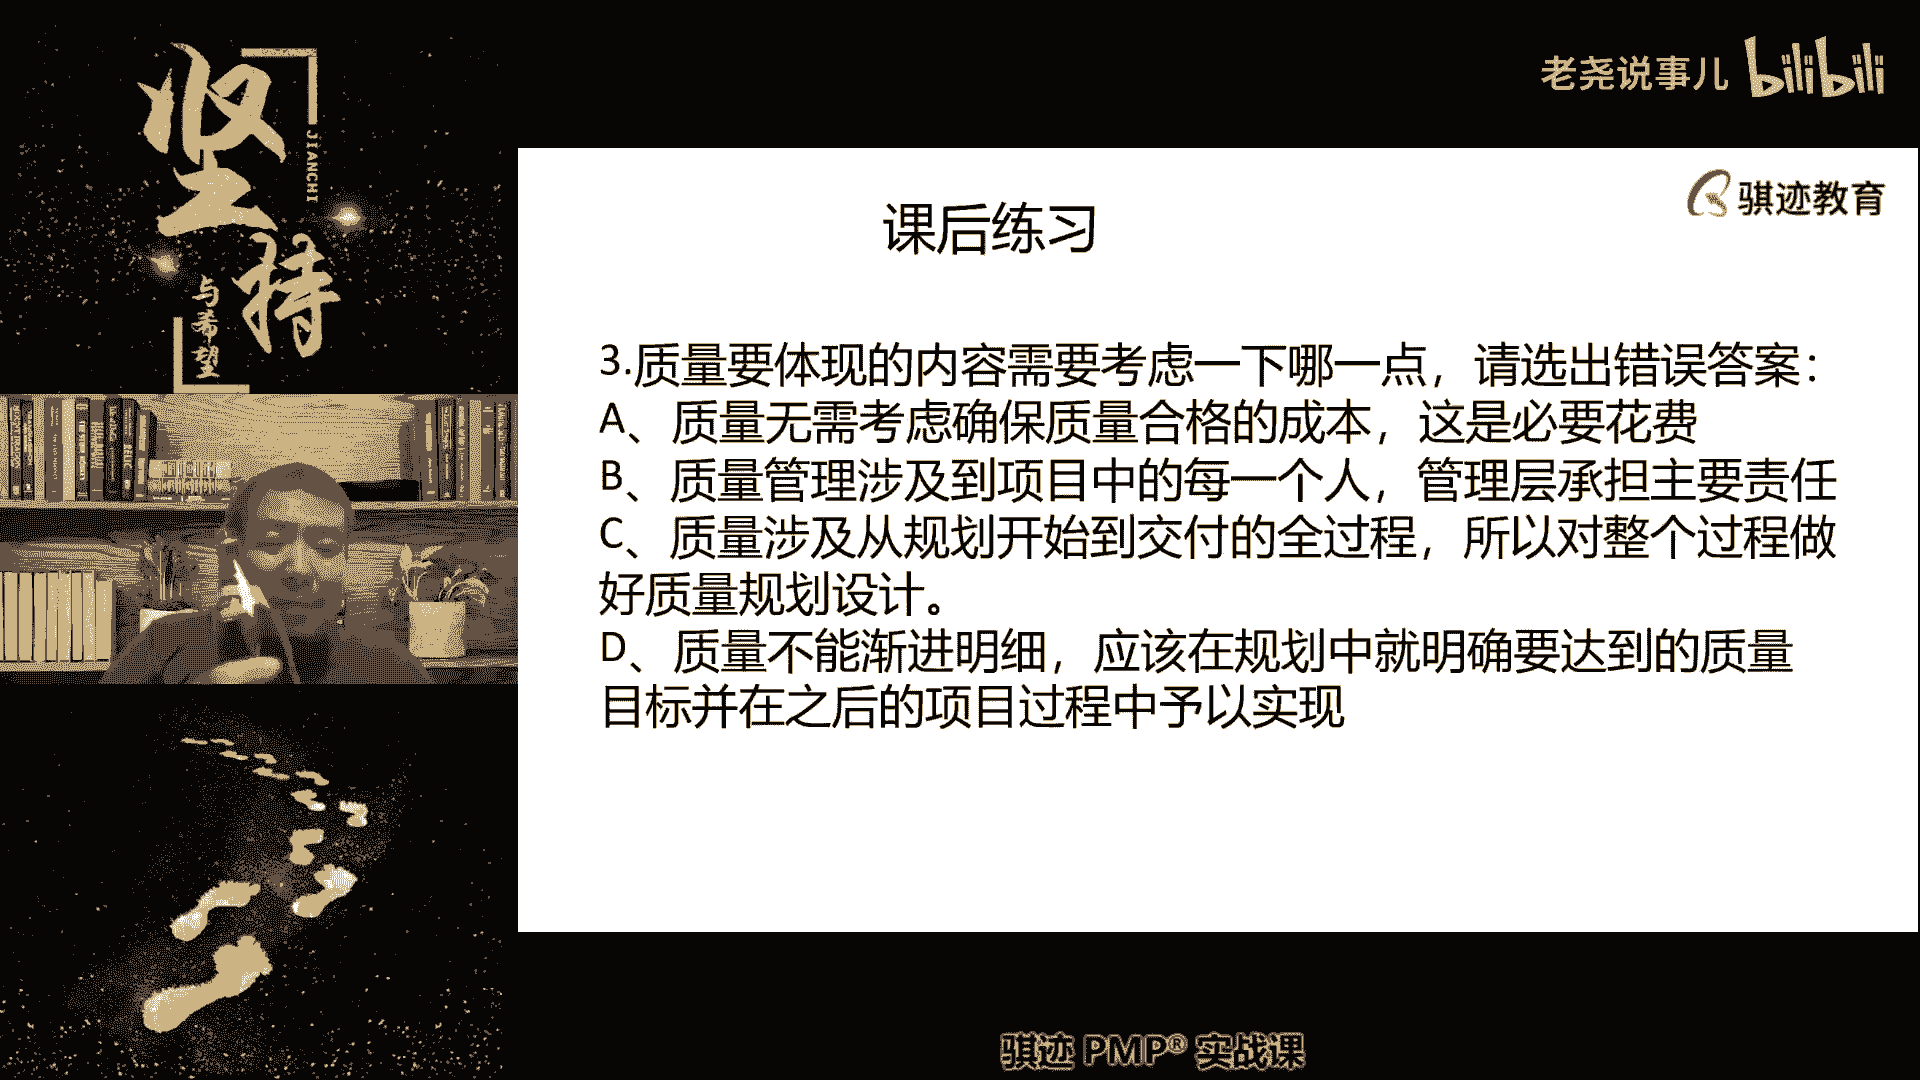 坚持
JIANCHI
与希望
老尧说事儿 bilibili
骐迹教育
课后练习
3.质量要体现的内容需要考虑一下哪一点，请选出错误答案：
A、质量无需考虑确保质量合格的成本，这是必要花费
B、质量管理涉及到项目中的每一个人，管理层承担主要责任
C、质量涉及从规划开始到交付的全过程，所以对整个过程做
好质量规划设计。
D、质量不能渐进明细，应该在规划中就明确要达到的质量
目标并在之后的项目过程中予以实现
骐迹 PMP® 实战课